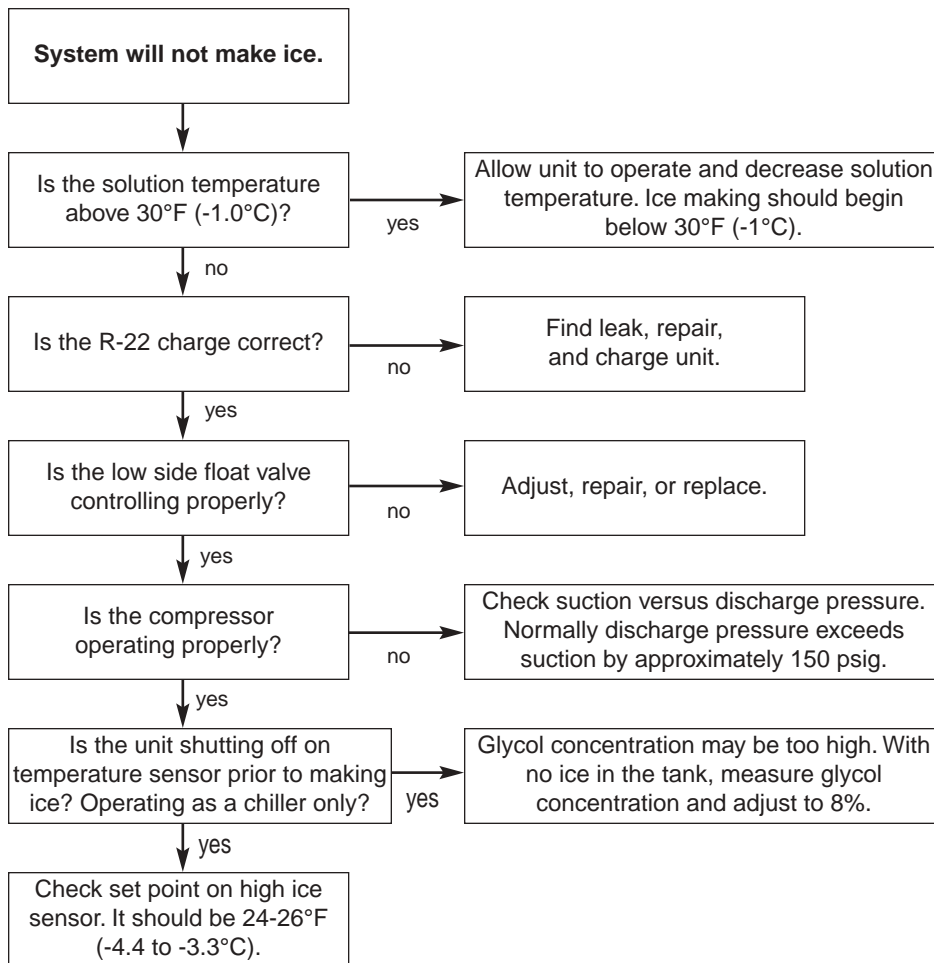 System will not make ice.
Is the solution temperature
above 30°F (-1.0°C)?
yes
Allow unit to operate and decrease solution
temperature. Ice making should begin
below 30°F (-1°C).
no
Is the R-22 charge correct?
no
Find leak, repair,
and charge unit.
yes
Is the low side float valve
controlling properly?
no
Adjust, repair, or replace.
yes
Is the compressor
operating properly?
no
Check suction versus discharge pressure.
Normally discharge pressure exceeds
suction by approximately 150 psig.
yes
Is the unit shutting off on
temperature sensor prior to making
ice? Operating as a chiller only?
yes
Glycol concentration may be too high. With
no ice in the tank, measure glycol
concentration and adjust to 8%.
yes
Check set point on high ice
sensor. It should be 24-26°F
(-4.4 to -3.3°C).